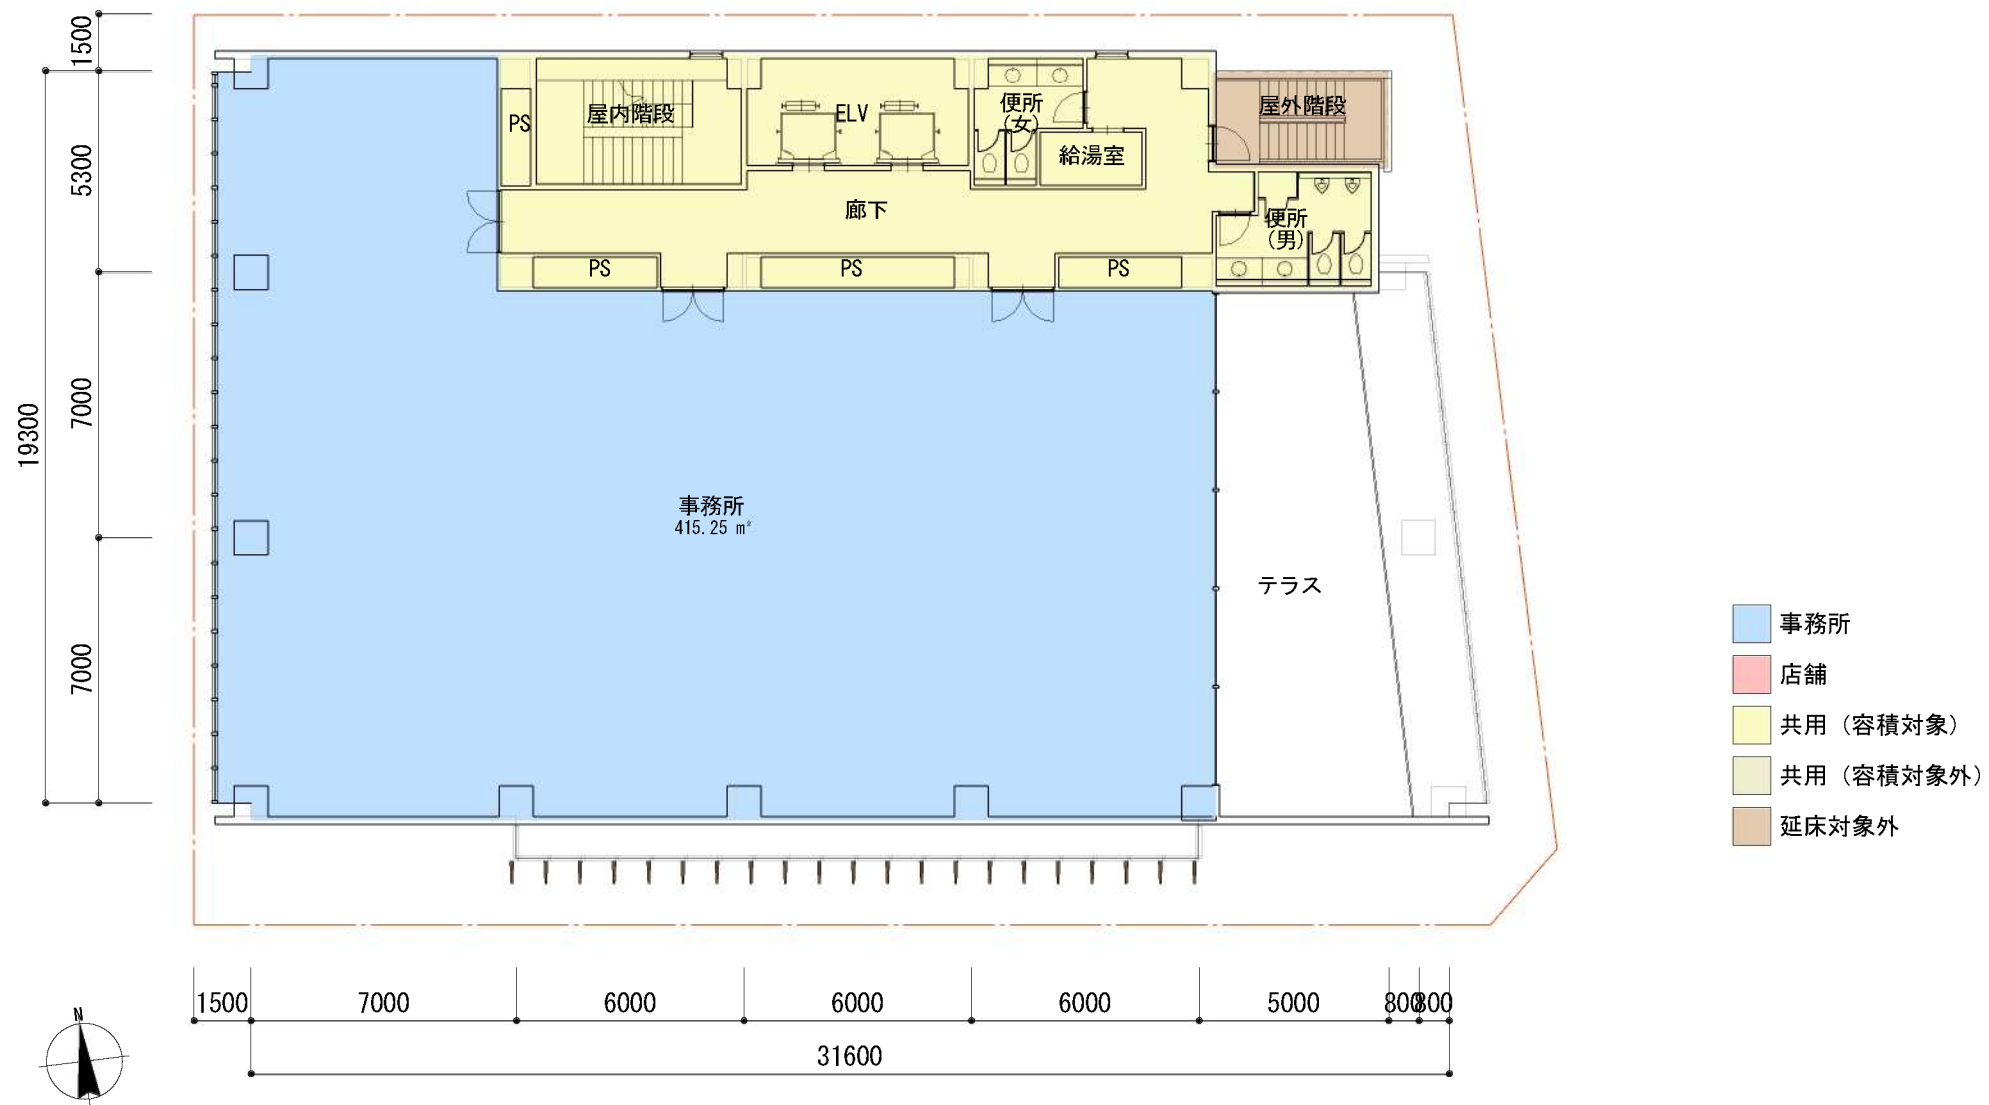 1500
5300
7000
7000
19300
PS
屋内階段
ELV
便所
(女)
給湯室
屋外階段
廊下
便所
(男)
PS
PS
PS
事務所
415.25 ㎡
テラス
事務所
店舗
共用（容積対象）
共用（容積対象外）
延床対象外
1500
7000
6000
6000
6000
5000
800
800
31600
N